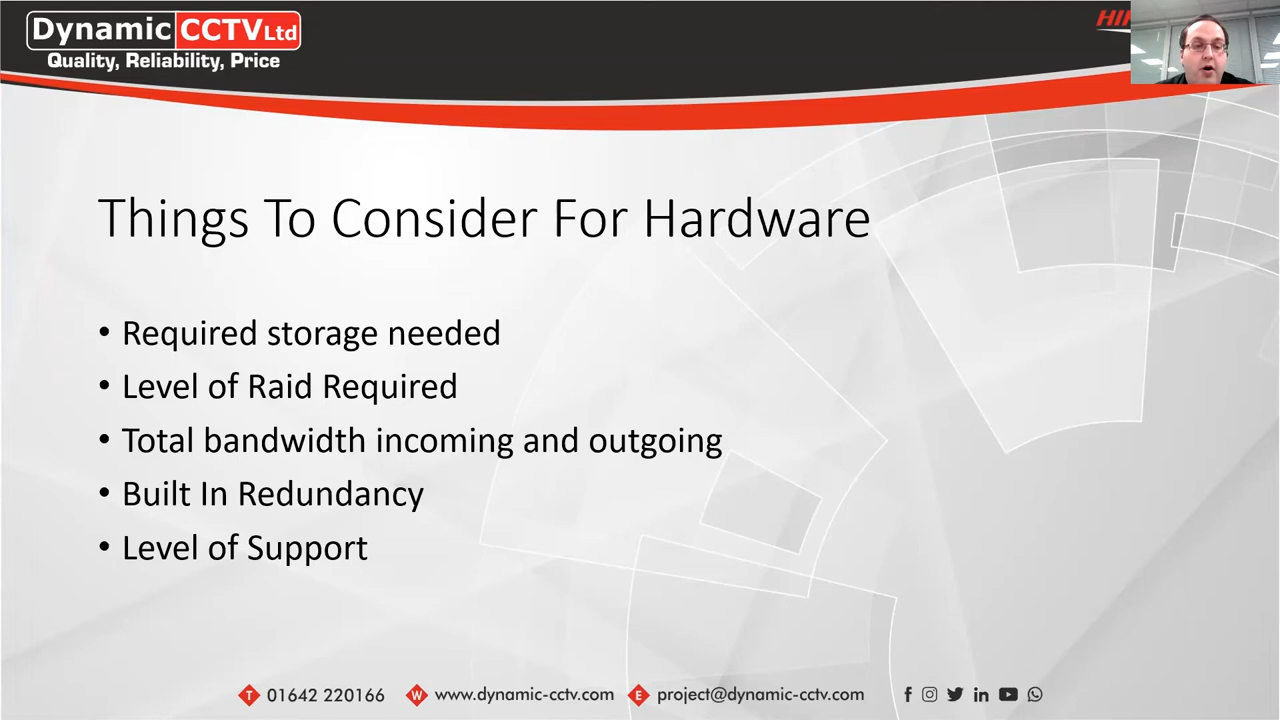 Dynamic CCTV Ltd
Quality, Reliability, Price
Things To Consider For Hardware
• Required storage needed
• Level of Raid Required
• Total bandwidth incoming and outgoing
• Built In Redundancy
• Level of Support
T 01642 220166 W www.dynamic-cctv.com E project@dynamic-cctv.com